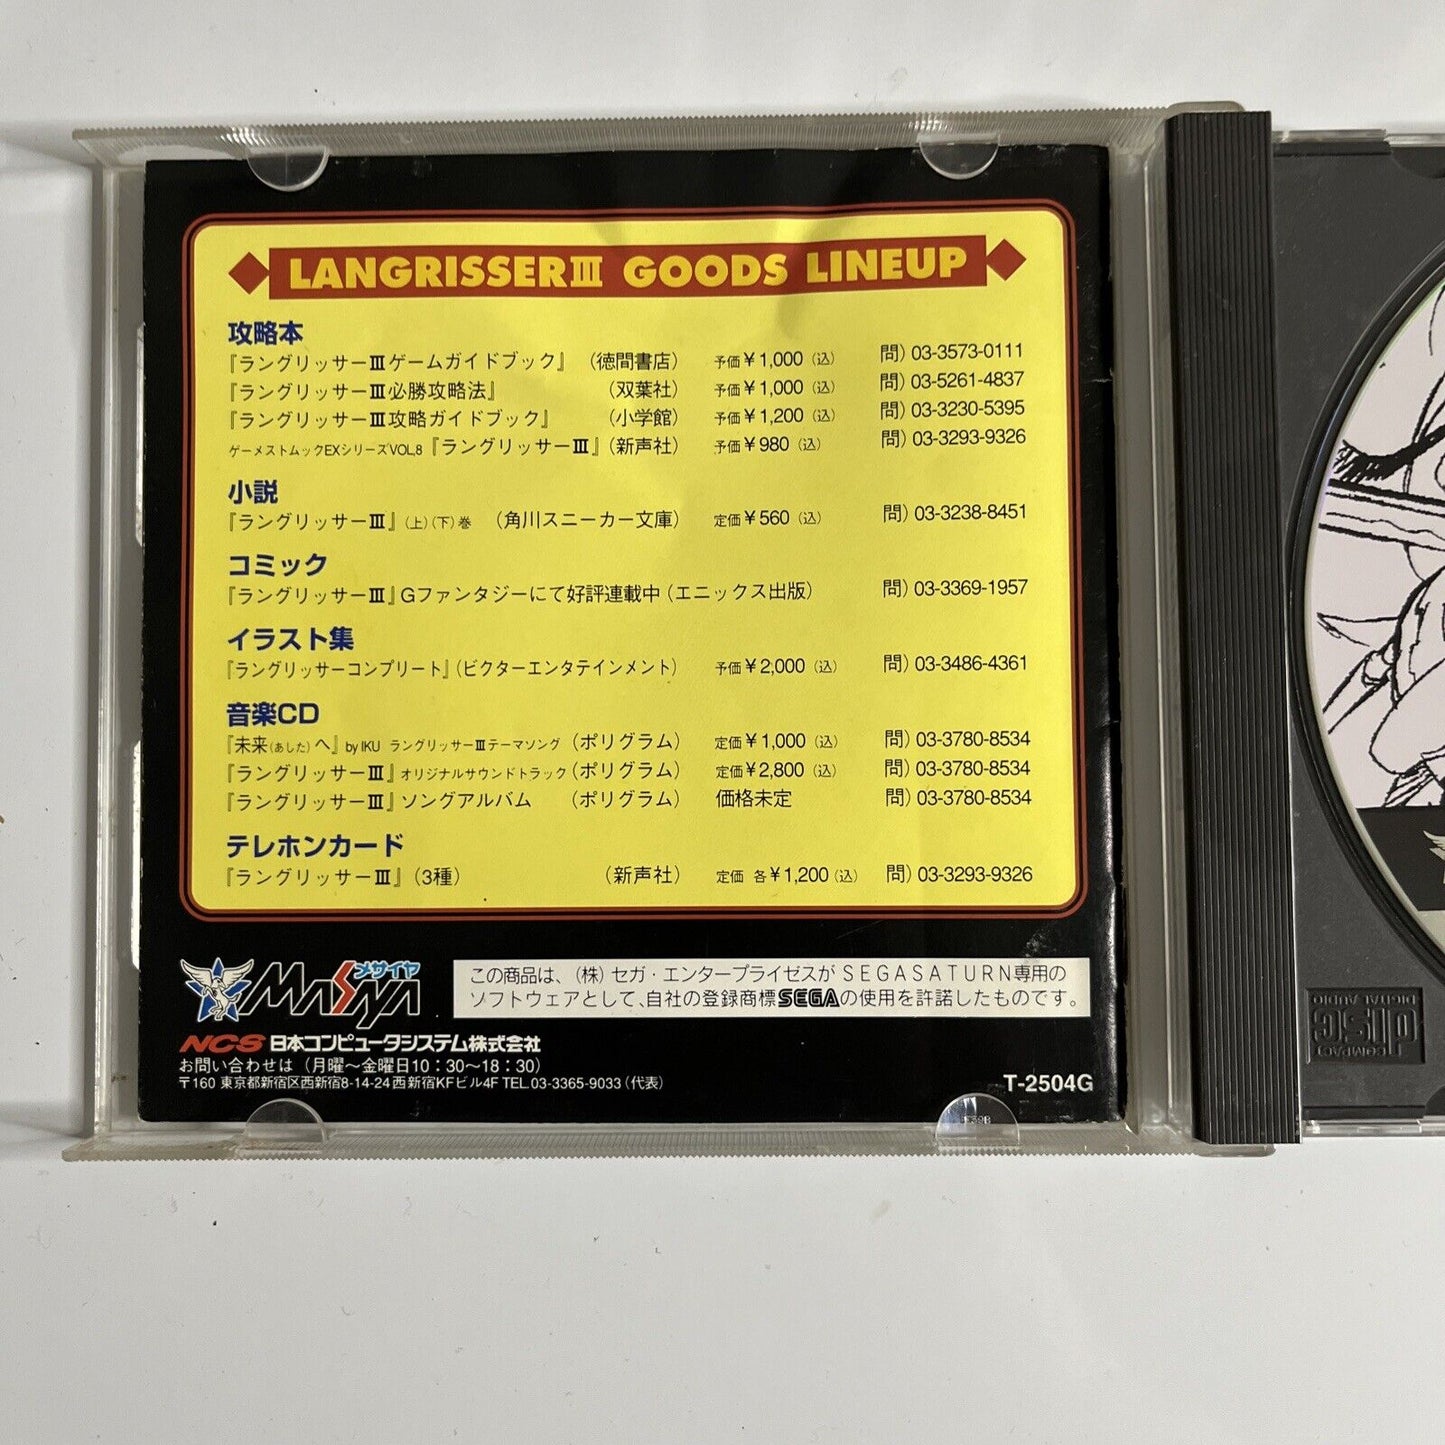 LANGRISSERⅢ GOODS LINEUP
攻略本
『ラングリッサーⅢゲームガイドブック』 (徳間書店) 予価¥1,000(込) 問)03-3573-0111
『ラングリッサーⅢ必勝攻略法』 (双葉社) 予価¥1,000(込) 問)03-5261-4837
『ラングリッサーⅢ攻略ガイドブック』 (小学館) 予価¥1,200(込) 問)03-3230-5395
ゲーメストムックEXシリーズVOL.8『ラングリッサーⅢ』(新声社) 予価¥980(込) 問)03-3293-9326
小説
『ラングリッサーⅢ』(上)(下)巻 (角川スニーカー文庫) 定価¥560(込) 問)03-3238-8451
コミック
『ラングリッサーⅢ』Gファンタジーにて好評連載中(エニックス出版) 問)03-3369-1957
イラスト集
『ラングリッサーコンプリート』(ビクターエンタテインメント) 予価¥2,000(込) 問)03-3486-4361
音楽CD
『未来(あした)へ』by IKU ラングリッサーⅢテーマソング(ポリグラム) 定価¥1,000(込) 問)03-3780-8534
『ラングリッサーⅢ』オリジナルサウンドトラック(ポリグラム) 定価¥2,800(込) 問)03-3780-8534
『ラングリッサーⅢ』ソングアルバム (ポリグラム) 価格未定 問)03-3780-8534
テレホンカード
『ラングリッサーⅢ』(3種) (新声社) 定価 各¥1,200(込) 問)03-3293-9326
メサイヤ
MASAYA
この商品は、(株)セガ・エンタープライゼスがSEGASATURN専用の
ソフトウェアとして、自社の登録商標SEGAの使用を許諾したものです。
NCS 日本コンピュータシステム株式会社
お問い合わせは(月曜〜金曜日10:30〜18:30)
〒160 東京都新宿区西新宿8-14-24西新宿KFビル4F TEL.03-3365-9033(代表)
T-2504G
COMPACT
disc
DIGITAL AUDIO